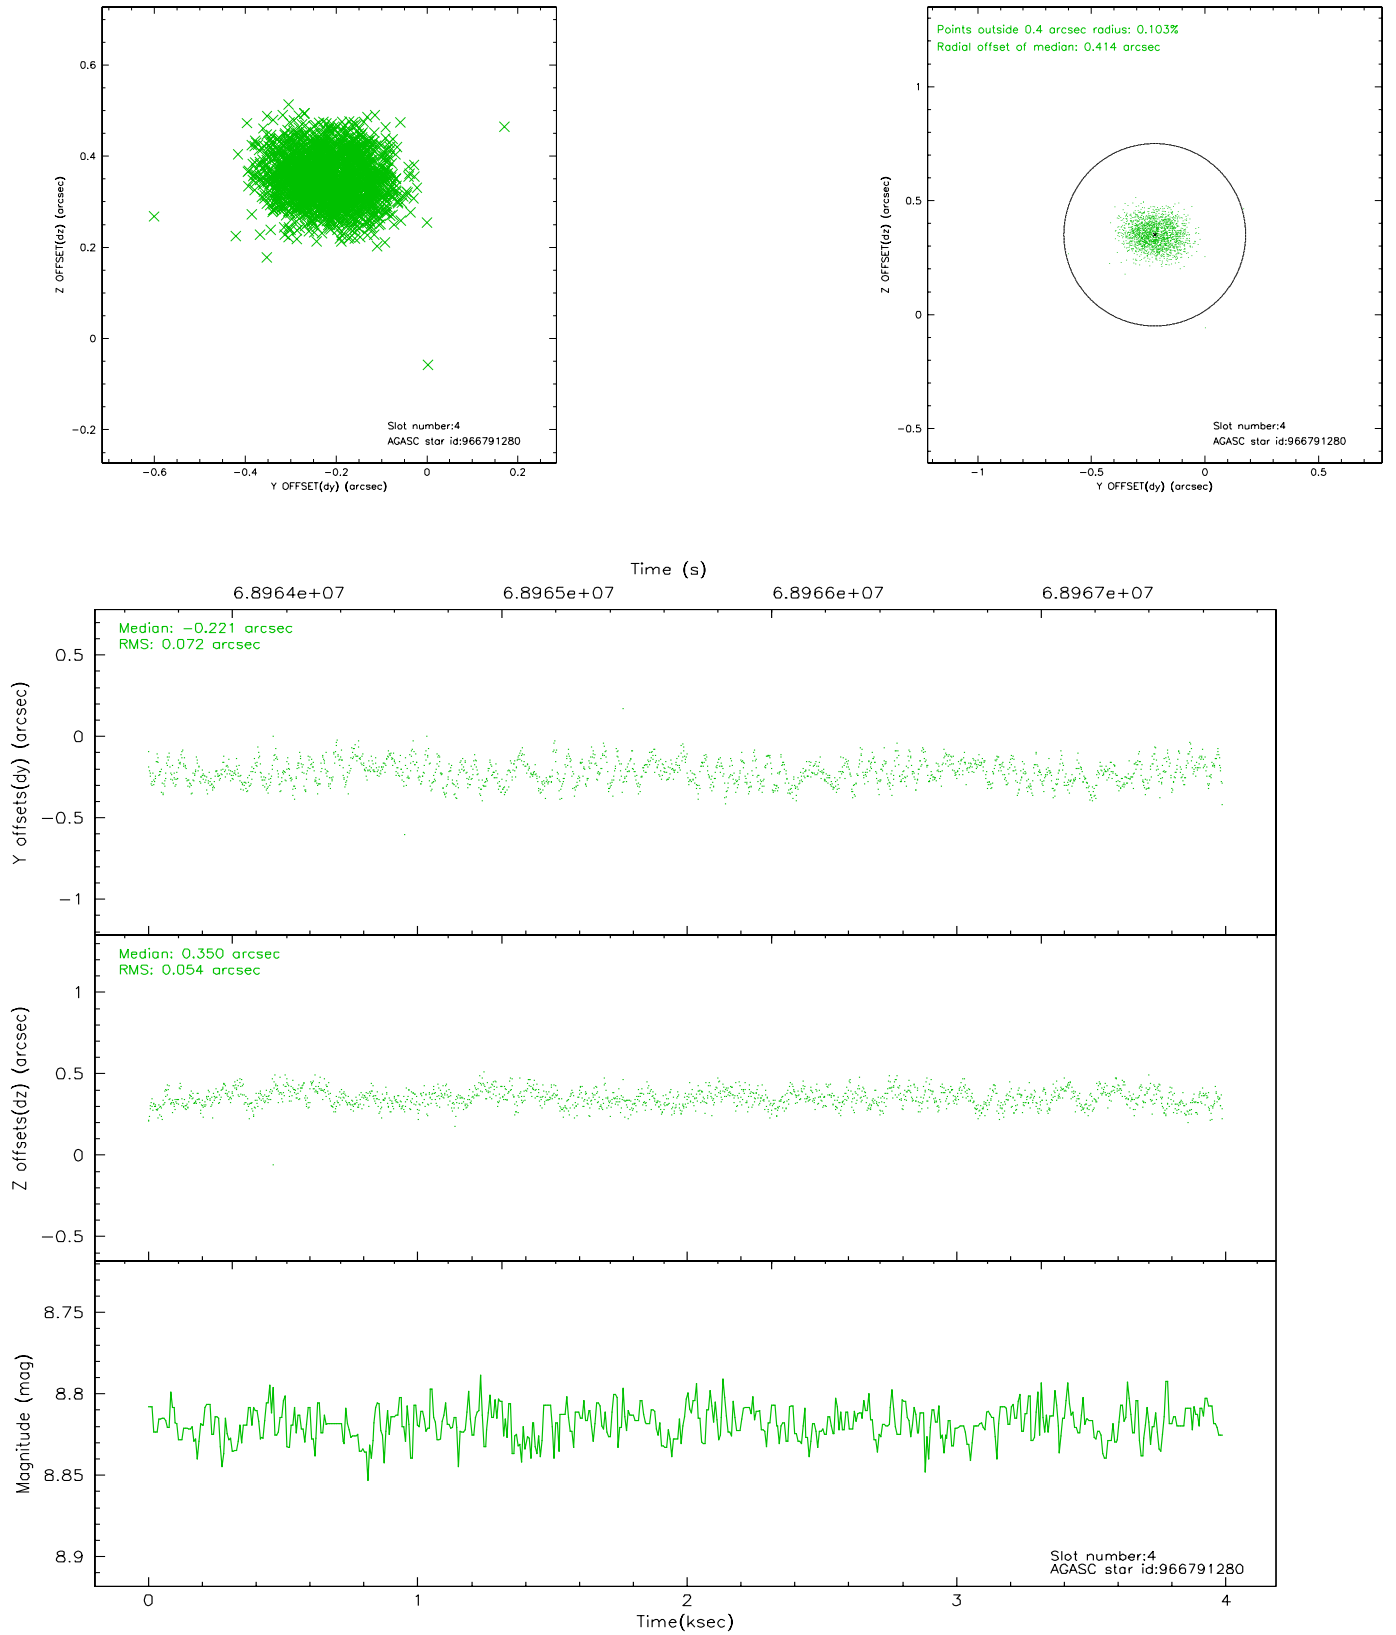 0.6
0.4
0.2
0
-0.2
Z OFFSET(dz) (arcsec)
Slot number:4
AGASC star id:966791280
-0.6 -0.4 -0.2 0 0.2
Y OFFSET(dy) (arcsec)
Points outside 0.4 arcsec radius: 0.103%
Radial offset of median: 0.414 arcsec
1
0.5
0
-0.5
Z OFFSET(dz) (arcsec)
Slot number:4
AGASC star id:966791280
-1 -0.5 0 0.5
Y OFFSET(dy) (arcsec)
Time (s)
6.8964e+07 6.8965e+07 6.8966e+07 6.8967e+07
Median: -0.221 arcsec
RMS: 0.072 arcsec
0.5
0
-0.5
-1
Y offsets(dy) (arcsec)
Median: 0.350 arcsec
RMS: 0.054 arcsec
1
0.5
0
-0.5
Z offsets(dz) (arcsec)
8.75
8.8
8.85
8.9
Magnitude (mag)
Slot number:4
AGASC star id:966791280
0 1 2 3 4
Time(ksec)